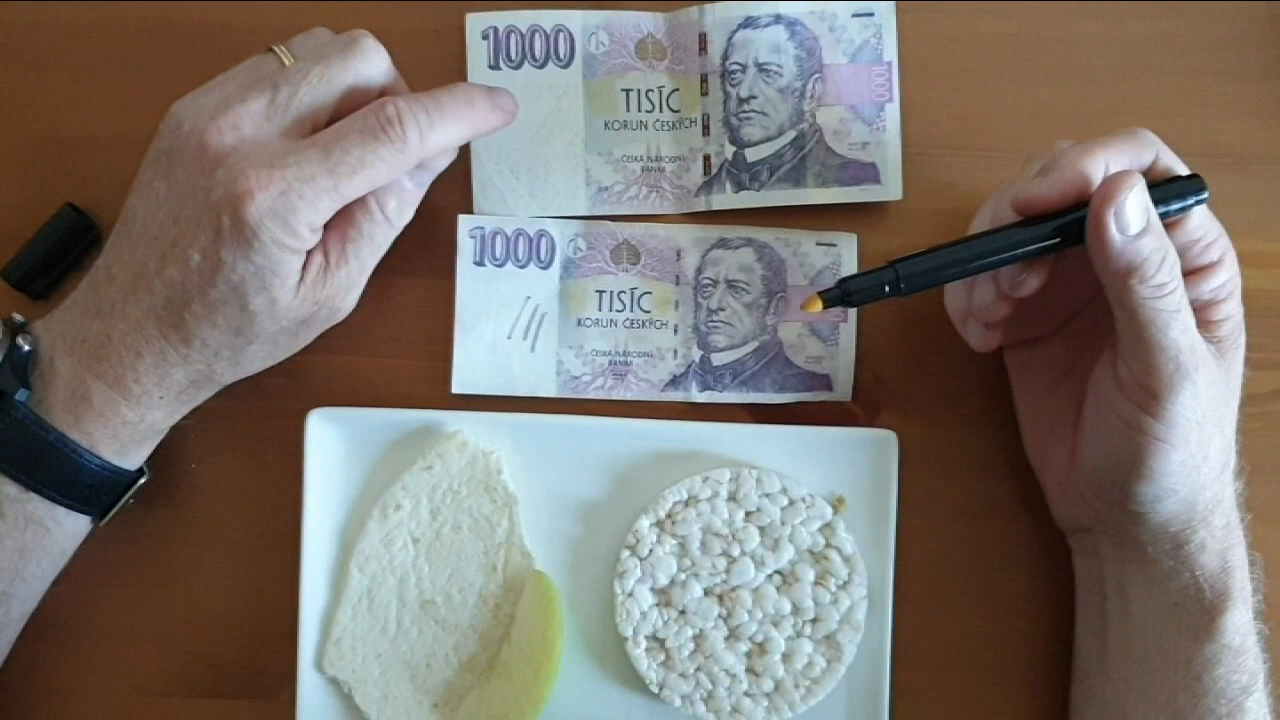 1000
TISÍC
KORUN ČESKÝCH
ČESKÁ NÁRODNÍ
BANKA
1000
1000
TISÍC
KORUN ČESKÝCH
ČESKÁ NÁRODNÍ
BANKA